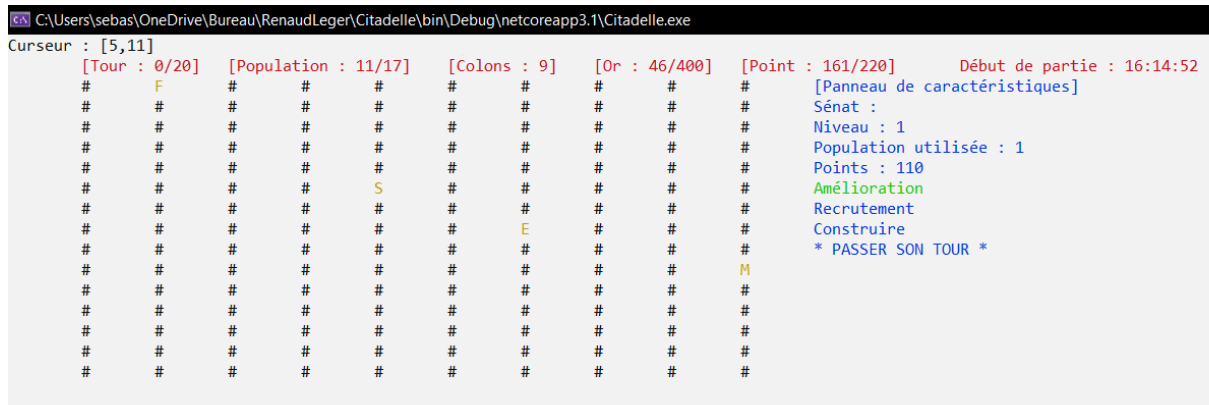 C:\Users\sebas\OneDrive\Bureau\RenaudLeger\Citadelle\bin\Debug\netcoreapp3.1\Citadelle.exe
Curseur : [5,11]
[Tour : 0/20] [Population : 11/17] [Colons : 9] [Or : 46/400] [Point : 161/220] Début de partie : 16:14:52
# F # # # # # # # # [Panneau de caractéristiques]
# # # # # # # # # # Sénat :
# # # # # # # # # # Niveau : 1
# # # # # # # # # # Population utilisée : 1
# # # # # # # # # # Points : 110
# # # # S # # # # # Amélioration
# # # # # # # # # # Recrutement
# # # # # # E # # # Construire
# # # # # # # # # # * PASSER SON TOUR *
# # # # # # # # # M
# # # # # # # # # #
# # # # # # # # # #
# # # # # # # # # #
# # # # # # # # # #
# # # # # # # # # #